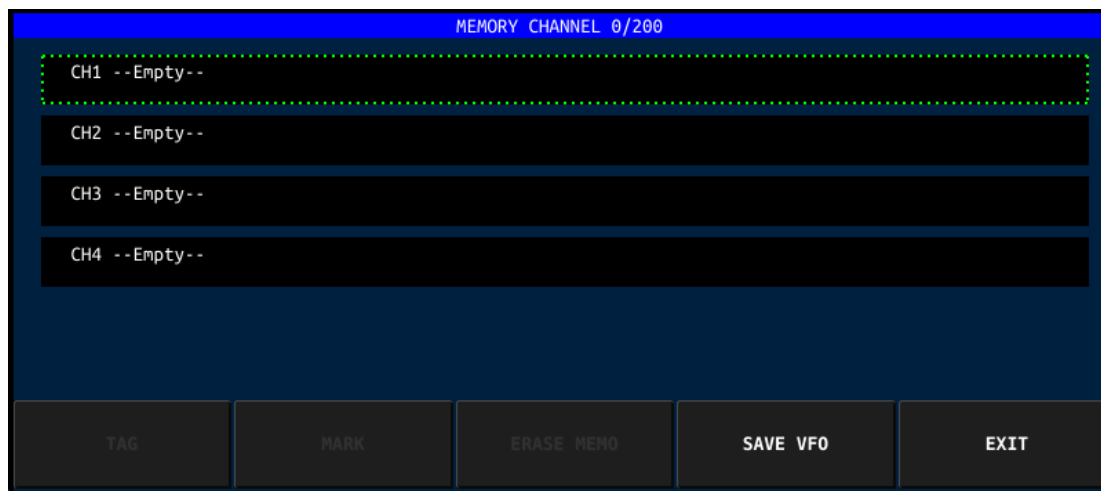 MEMORY CHANNEL 0/200
CH1 --Empty--
CH2 --Empty--
CH3 --Empty--
CH4 --Empty--
TAG MARK ERASE MEMO SAVE VFO EXIT